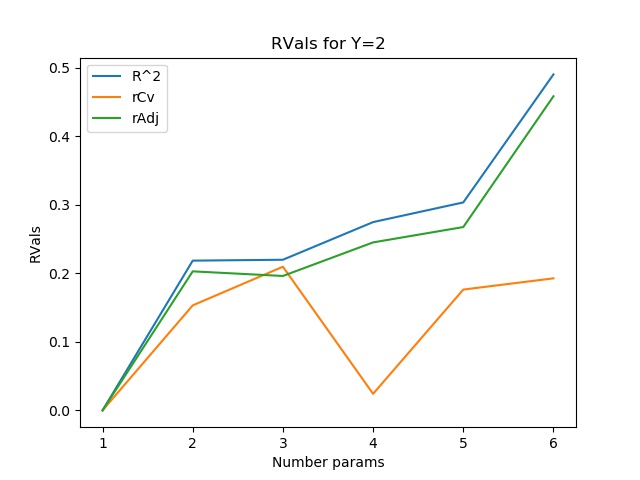 RVals for Y=2
R^2
rCv
rAdj
RVals
0.5
0.4
0.3
0.2
0.1
0.0
1 2 3 4 5 6
Number params